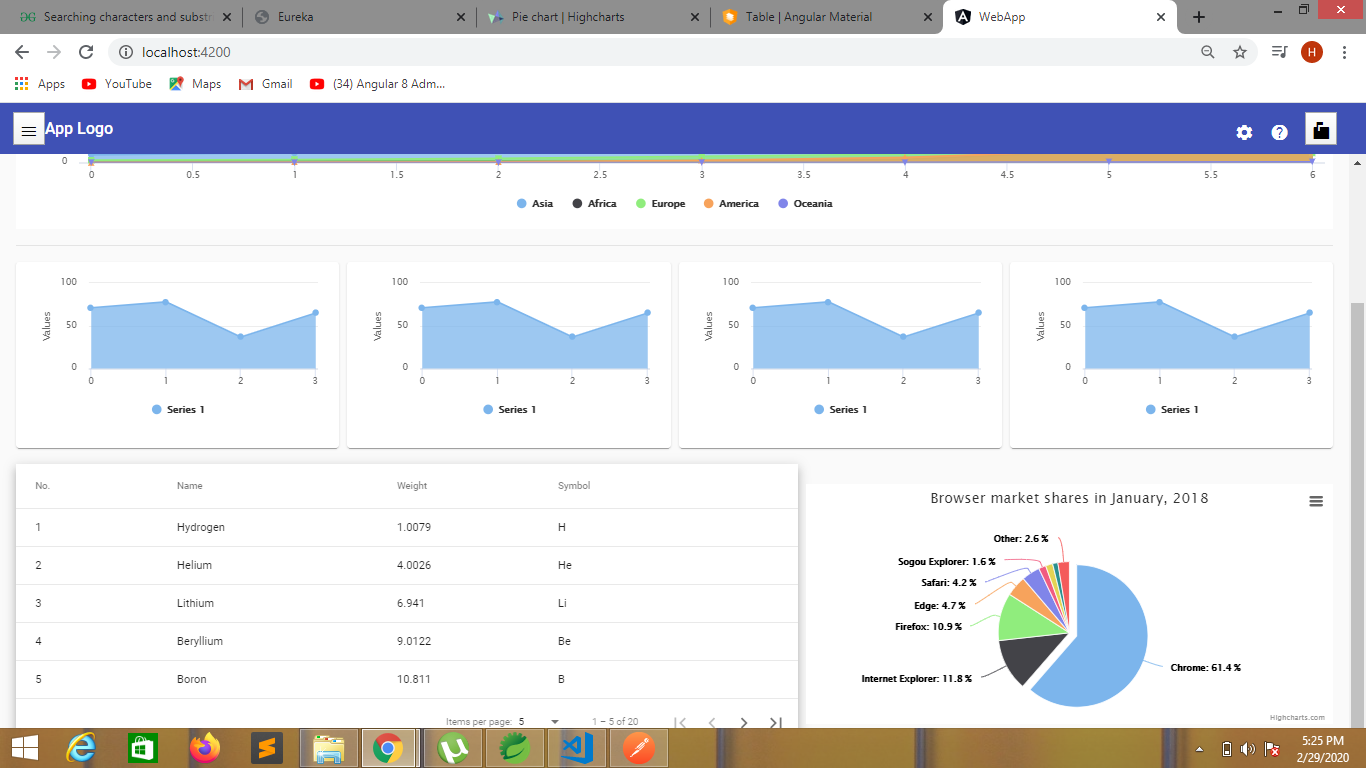 Searching characters and substr
Eureka
Pie chart | Highcharts
Table | Angular Material
WebApp
localhost:4200
H
Apps
YouTube
Maps
Gmail
(34) Angular 8 Adm...
App Logo
0
0 0.5 1 1.5 2 2.5 3 3.5 4 4.5 5 5.5 6
Asia Africa Europe America Oceania
Values
100
50
0
0 1 2 3
Series 1
Values
100
50
0
0 1 2 3
Series 1
Values
100
50
0
0 1 2 3
Series 1
Values
100
50
0
0 1 2 3
Series 1
No. Name Weight Symbol
1 Hydrogen 1.0079 H
2 Helium 4.0026 He
3 Lithium 6.941 Li
4 Beryllium 9.0122 Be
5 Boron 10.811 B
Items per page: 5 1 – 5 of 20
Browser market shares in January, 2018
Other: 2.6 %
Sogou Explorer: 1.6 %
Safari: 4.2 %
Edge: 4.7 %
Firefox: 10.9 %
Internet Explorer: 11.8 %
Chrome: 61.4 %
Highcharts.com
5:25 PM
2/29/2020